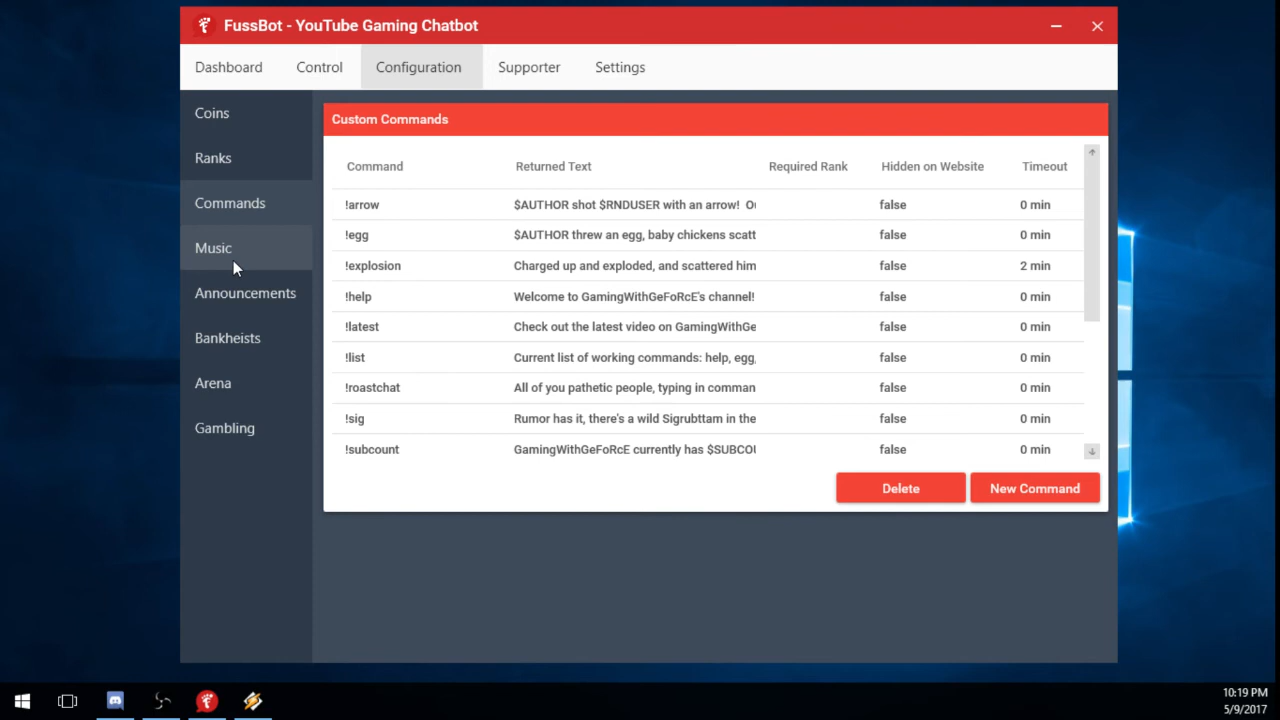 FussBot - YouTube Gaming Chatbot
Dashboard Control Configuration Supporter Settings
Coins
Ranks
Commands
Music
Announcements
Bankheists
Arena
Gambling
Custom Commands
Command Returned Text Required Rank Hidden on Website Timeout
!arrow $AUTHOR shot $RNDUSER with an arrow! false 0 min
!egg $AUTHOR threw an egg, baby chickens scatt false 0 min
!explosion Charged up and exploded, and scattered him false 2 min
!help Welcome to GamingWithGeFoRcE's channel! false 0 min
!latest Check out the latest video on GamingWithGe false 0 min
!list Current list of working commands: help, egg, false 0 min
!roastchat All of you pathetic people, typing in comman false 0 min
!sig Rumor has it, there's a wild Sigrubttam in the false 0 min
!subcount GamingWithGeFoRcE currently has $SUBCOU false 0 min
Delete New Command
10:19 PM
5/9/2017